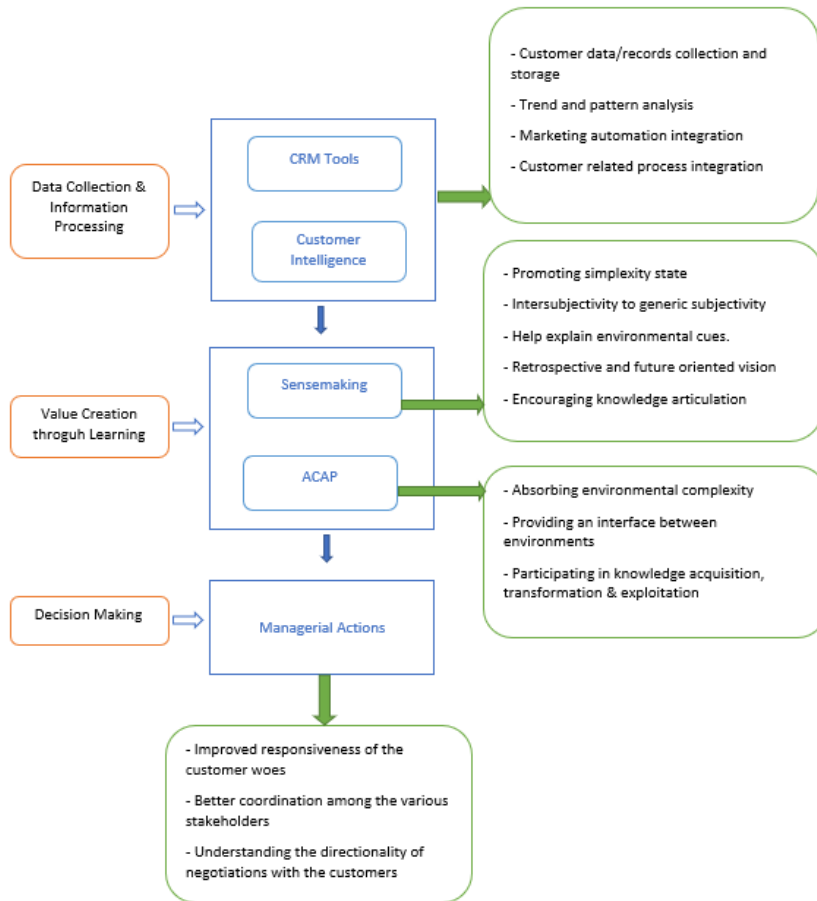 - Customer data/records collection and
storage
- Trend and pattern analysis
- Marketing automation integration
- Customer related process integration
CRM Tools
Data Collection &
Information
Processing
Customer
Intelligence
- Promoting simplexity state
- Intersubjectivity to generic subjectivity
- Help explain environmental cues.
- Retrospective and future oriented vision
- Encouraging knowledge articulation
Sensemaking
Value Creation
throguh Learning
ACAP
- Absorbing environmental complexity
- Providing an interface between
environments
- Participating in knowledge acquisition,
transformation & exploitation
Decision Making
Managerial Actions
- Improved responsiveness of the
customer woes
- Better coordination among the various
stakeholders
- Understanding the directionality of
negotiations with the customers